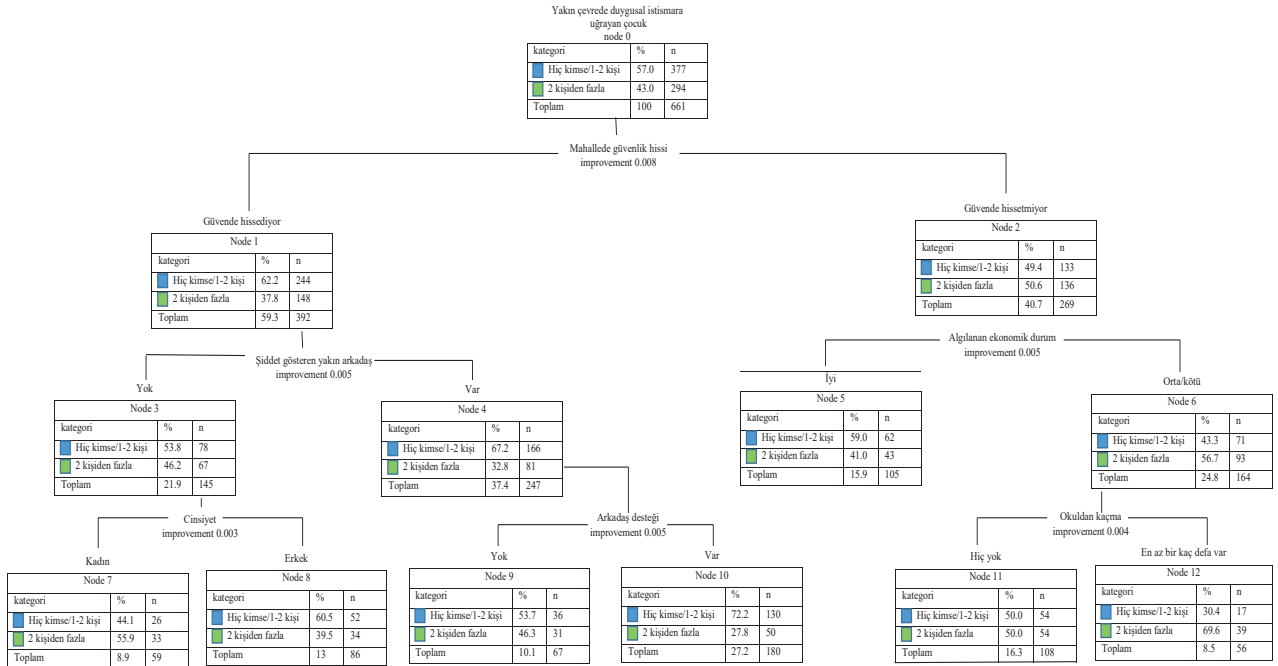 Yakın çevrede duygusal istismara
uğrayan çocuk
node 0
kategori % n
Hiç kimse/1-2 kişi 57.0 377
2 kişiden fazla 43.0 294
Toplam 100 661
Mahallede güvenlik hissi
improvement 0.008
Güvende hissediyor
Node 1
kategori % n
Hiç kimse/1-2 kişi 62.2 244
2 kişiden fazla 37.8 148
Toplam 59.3 392
Güvende hissetmiyor
Node 2
kategori % n
Hiç kimse/1-2 kişi 49.4 133
2 kişiden fazla 50.6 136
Toplam 40.7 269
Şiddet gösteren yakın arkadaş
improvement 0.005
Algılanan ekonomik durum
improvement 0.005
Yok
Node 3
kategori % n
Hiç kimse/1-2 kişi 53.8 78
2 kişiden fazla 46.2 67
Toplam 21.9 145
Var
Node 4
kategori % n
Hiç kimse/1-2 kişi 67.2 166
2 kişiden fazla 32.8 81
Toplam 37.4 247
İyi
Node 5
kategori % n
Hiç kimse/1-2 kişi 59.0 62
2 kişiden fazla 41.0 43
Toplam 15.9 105
Orta/kötü
Node 6
kategori % n
Hiç kimse/1-2 kişi 43.3 71
2 kişiden fazla 56.7 93
Toplam 24.8 164
Cinsiyet
improvement 0.003
Arkadaş desteği
improvement 0.005
Okuldan kaçma
improvement 0.004
Kadın
Node 7
kategori % n
Hiç kimse/1-2 kişi 44.1 26
2 kişiden fazla 55.9 33
Toplam 8.9 59
Erkek
Node 8
kategori % n
Hiç kimse/1-2 kişi 60.5 52
2 kişiden fazla 39.5 34
Toplam 13 86
Yok
Node 9
kategori % n
Hiç kimse/1-2 kişi 53.7 36
2 kişiden fazla 46.3 31
Toplam 10.1 67
Var
Node 10
kategori % n
Hiç kimse/1-2 kişi 72.2 130
2 kişiden fazla 27.8 50
Toplam 27.2 180
Hiç yok
Node 11
kategori % n
Hiç kimse/1-2 kişi 50.0 54
2 kişiden fazla 50.0 54
Toplam 16.3 108
En az bir kaç defa var
Node 12
kategori % n
Hiç kimse/1-2 kişi 30.4 17
2 kişiden fazla 69.6 39
Toplam 8.5 56